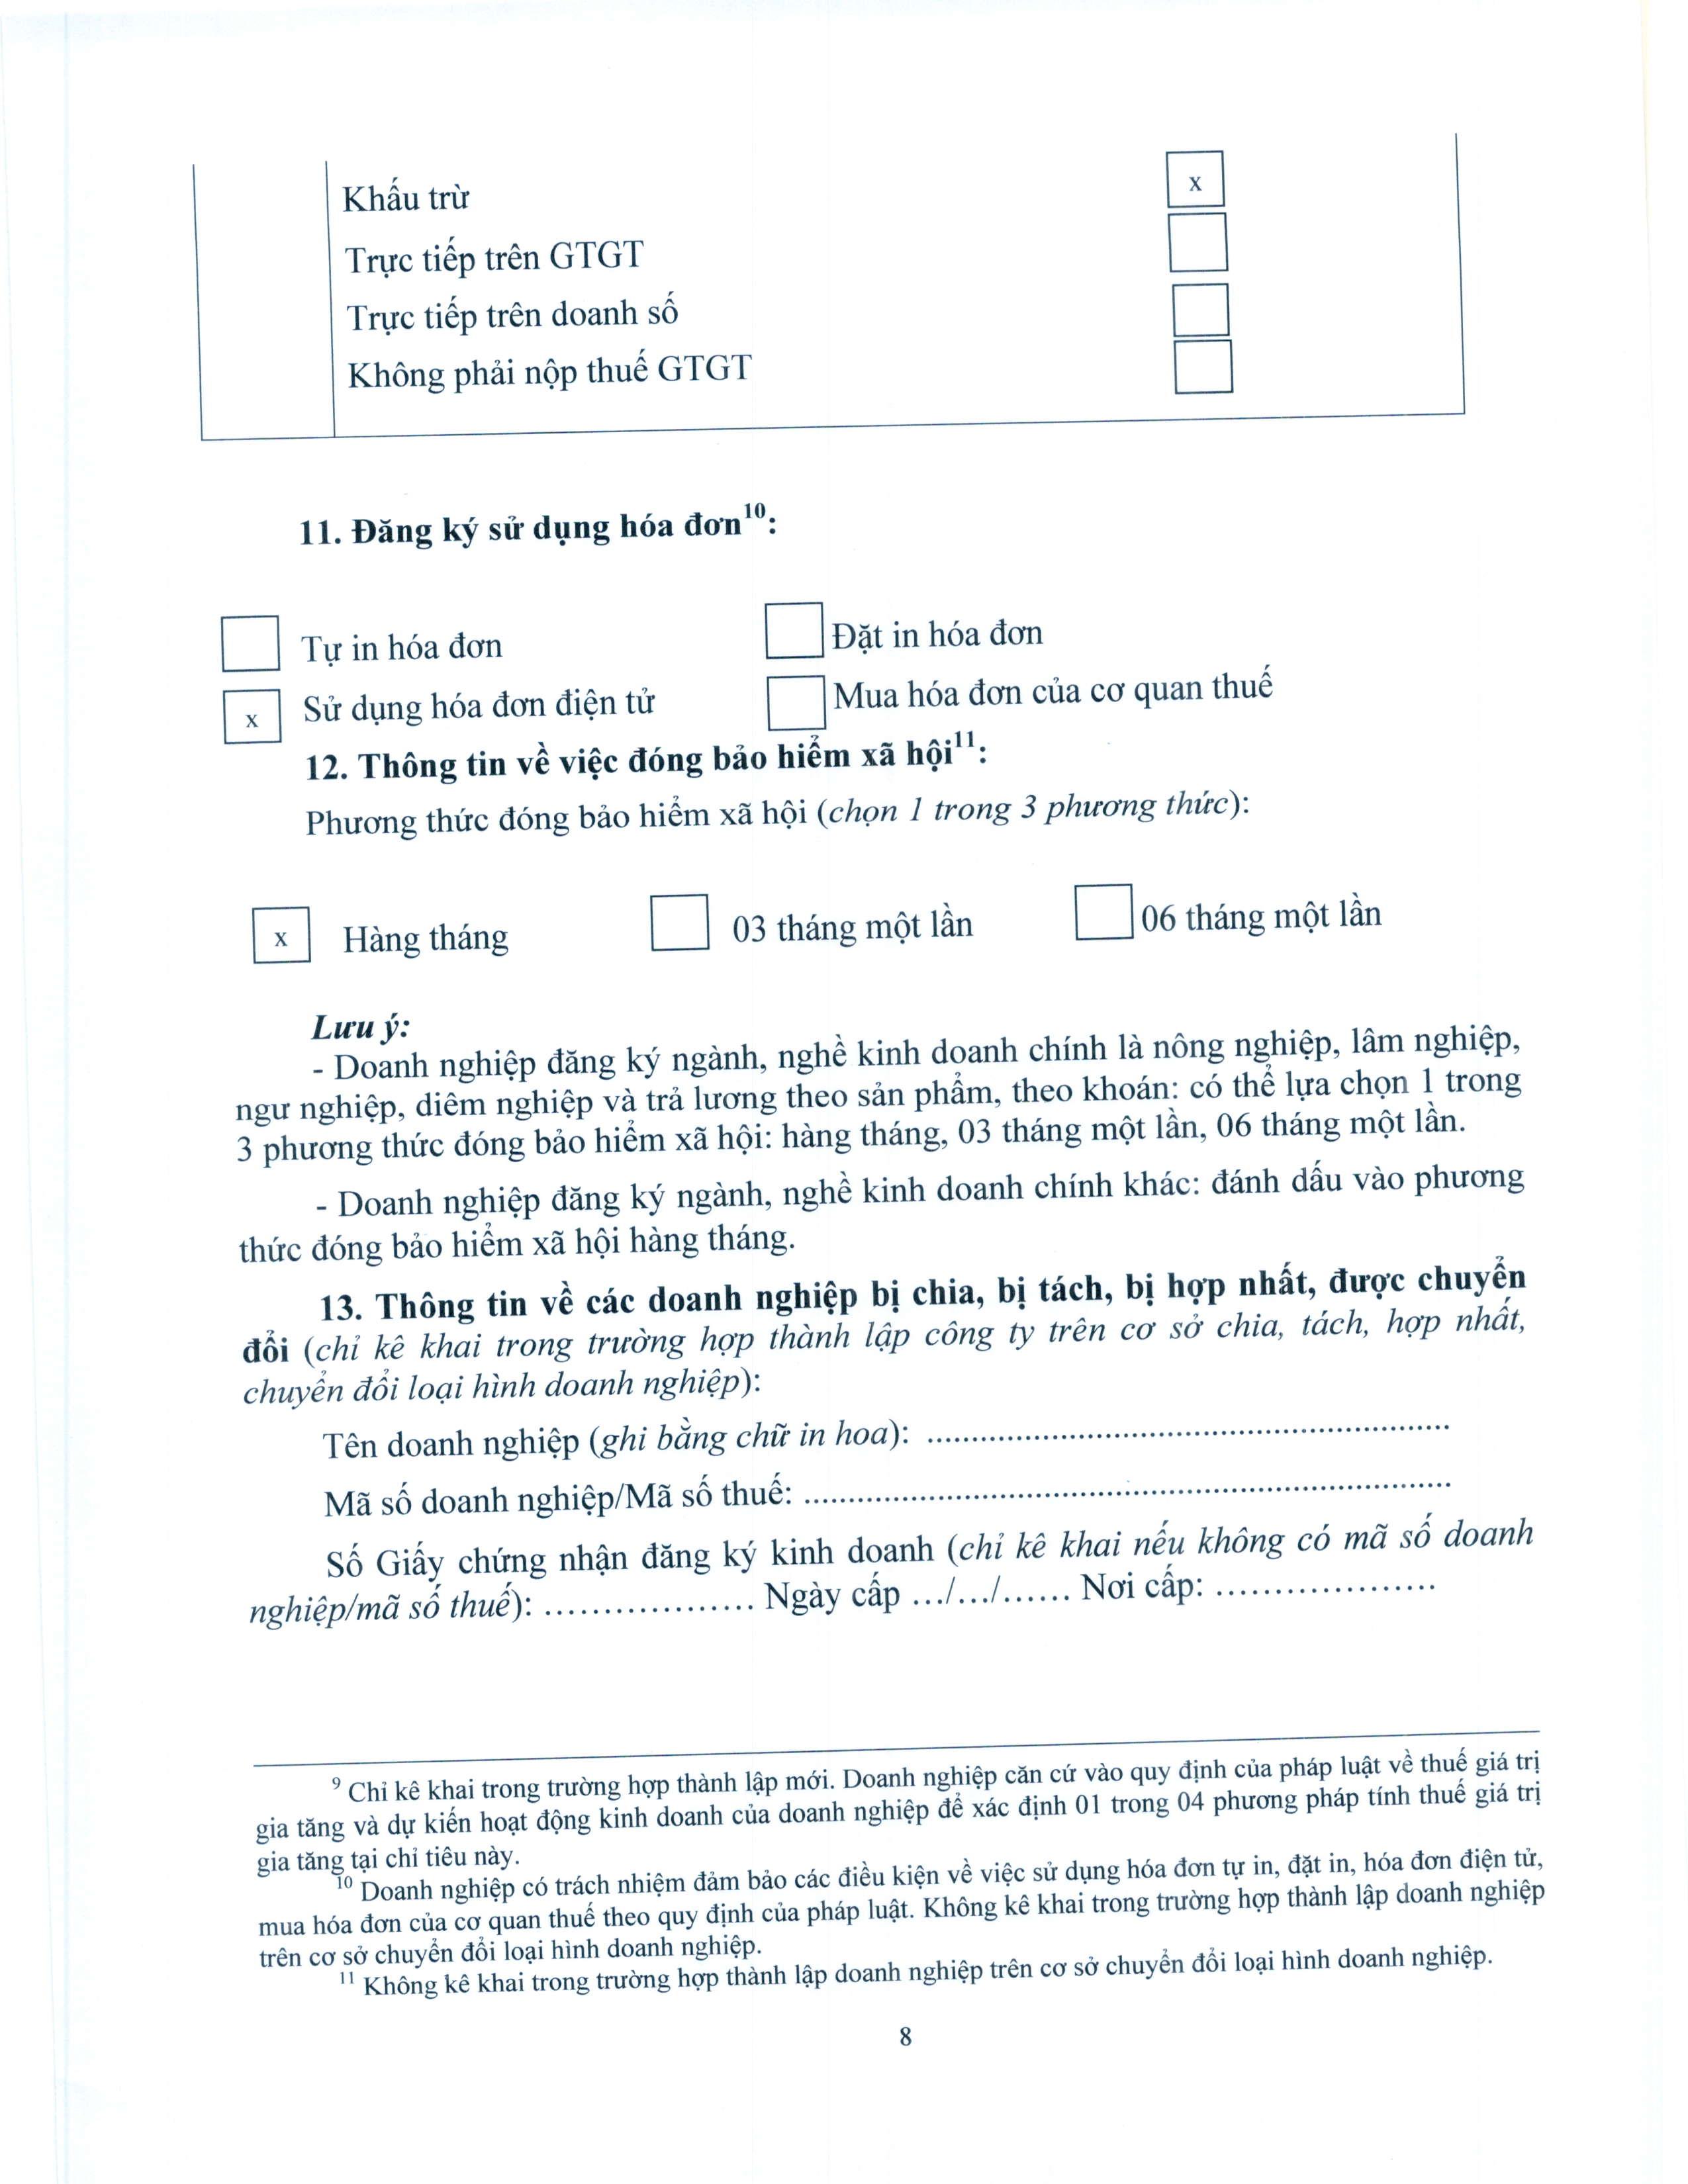 Khấu trừ x
Trực tiếp trên GTGT
Trực tiếp trên doanh số
Không phải nộp thuế GTGT
11. Đăng ký sử dụng hóa đơn10:
Tự in hóa đơn Đặt in hóa đơn
x Sử dụng hóa đơn điện tử Mua hóa đơn của cơ quan thuế
12. Thông tin về việc đóng bảo hiểm xã hội11:
Phương thức đóng bảo hiểm xã hội (chọn 1 trong 3 phương thức):
x Hàng tháng 03 tháng một lần 06 tháng một lần
Lưu ý:
- Doanh nghiệp đăng ký ngành, nghề kinh doanh chính là nông nghiệp, lâm nghiệp,
ngư nghiệp, diêm nghiệp và trả lương theo sản phẩm, theo khoán: có thể lựa chọn 1 trong
3 phương thức đóng bảo hiểm xã hội: hàng tháng, 03 tháng một lần, 06 tháng một lần.
- Doanh nghiệp đăng ký ngành, nghề kinh doanh chính khác: đánh dấu vào phương
thức đóng bảo hiểm xã hội hàng tháng.
13. Thông tin về các doanh nghiệp bị chia, bị tách, bị hợp nhất, được chuyển
đổi (chỉ kê khai trong trường hợp thành lập công ty trên cơ sở chia, tách, hợp nhất,
chuyển đổi loại hình doanh nghiệp):
Tên doanh nghiệp (ghi bằng chữ in hoa): ................................................................
Mã số doanh nghiệp/Mã số thuế: ................................................................................
Số Giấy chứng nhận đăng ký kinh doanh (chỉ kê khai nếu không có mã số doanh
nghiệp/mã số thuế): .................. Ngày cấp .../.../...... Nơi cấp: ...................
9 Chỉ kê khai trong trường hợp thành lập mới. Doanh nghiệp căn cứ vào quy định của pháp luật về thuế giá trị
gia tăng và dự kiến hoạt động kinh doanh của doanh nghiệp để xác định 01 trong 04 phương pháp tính thuế giá trị
gia tăng tại chỉ tiêu này.
10 Doanh nghiệp có trách nhiệm đảm bảo các điều kiện về việc sử dụng hóa đơn tự in, đặt in, hóa đơn điện tử,
mua hóa đơn của cơ quan thuế theo quy định của pháp luật. Không kê khai trong trường hợp thành lập doanh nghiệp
trên cơ sở chuyển đổi loại hình doanh nghiệp.
11 Không kê khai trong trường hợp thành lập doanh nghiệp trên cơ sở chuyển đổi loại hình doanh nghiệp.
8